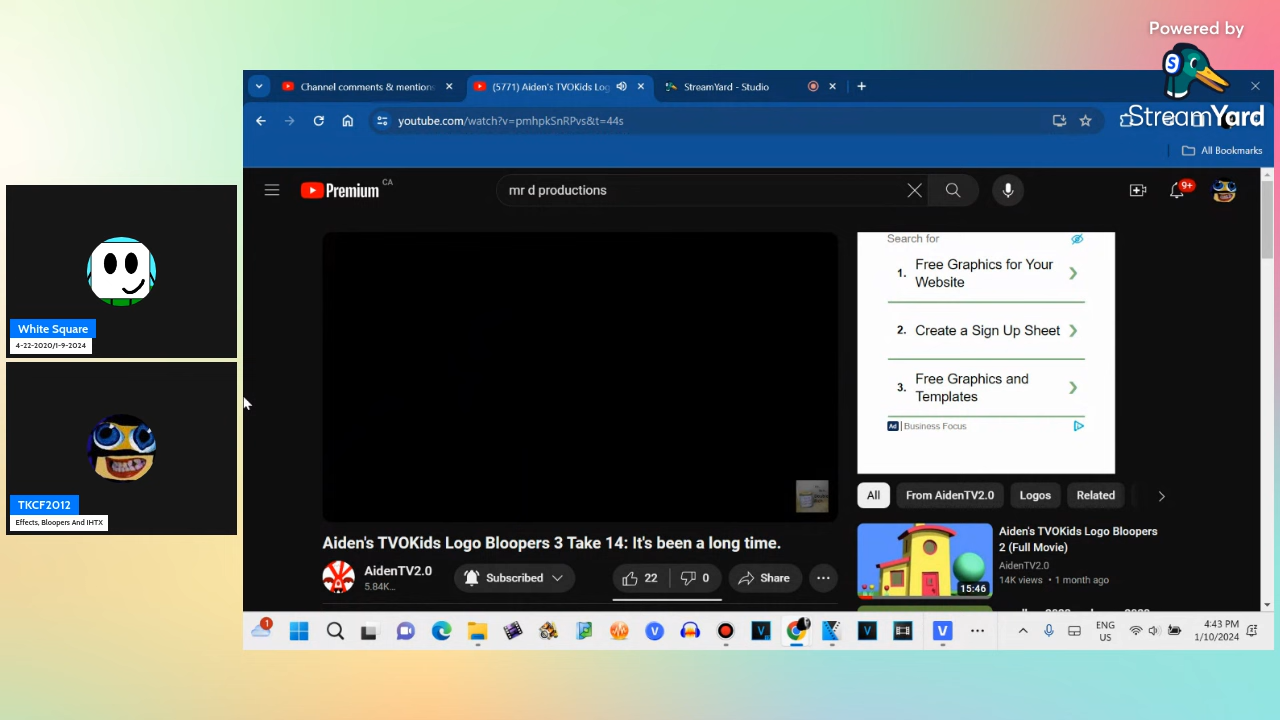 Powered by
StreamYard
Channel comments & mention
(5771) Aiden's TVOKids Log
StreamYard - Studio
youtube.com/watch?v=pmhpkSnRPvs&t=44s
All Bookmarks
Premium CA
mr d productions
9+
Search for
1. Free Graphics for Your
Website
2. Create a Sign Up Sheet
3. Free Graphics and
Templates
Ad Business Focus
White Square
4-22-2020/1-9-2024
TKCF2012
Effects, Bloopers And IHTX
All
From AidenTV2.0
Logos
Related
Aiden's TVOKids Logo Bloopers 3 Take 14: It's been a long time.
AidenTV2.0
5.84K...
Subscribed
22
0
Share
Aiden's TVOKids Logo Bloopers
2 (Full Movie)
AidenTV2.0
14K views • 1 month ago
15:46
1
ENG
US
4:43 PM
1/10/2024